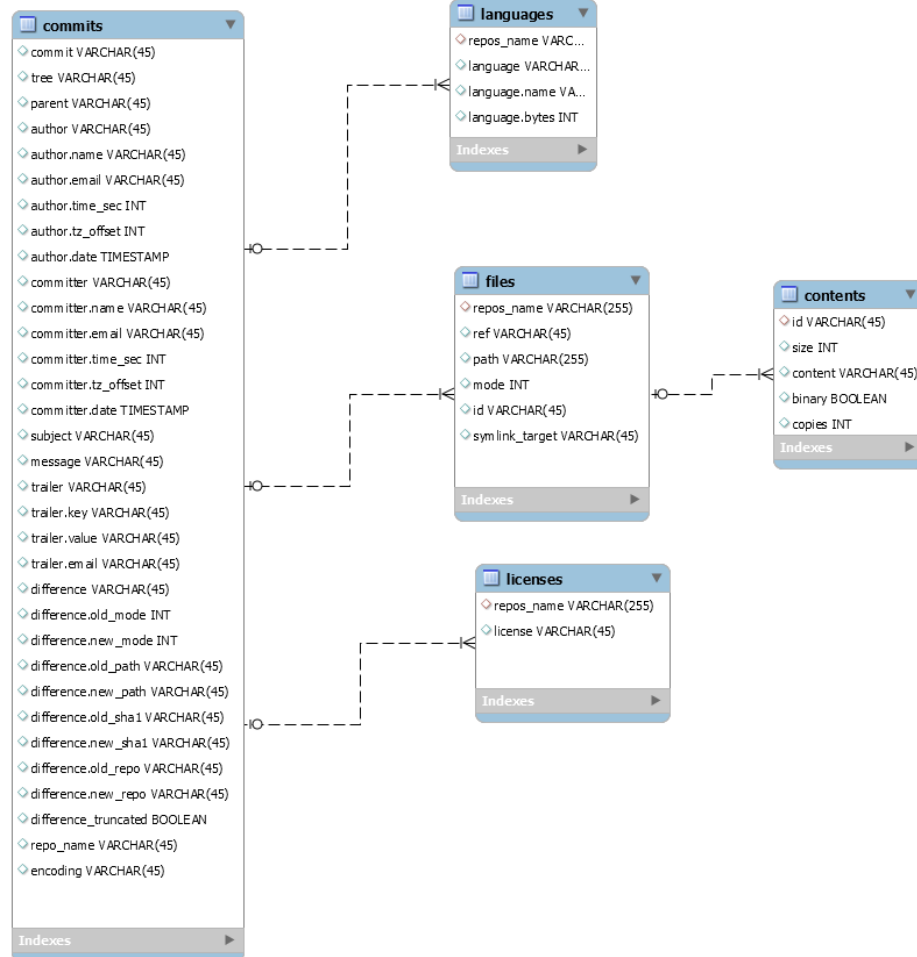 commits
commit VARCHAR(45)
tree VARCHAR(45)
parent VARCHAR(45)
author VARCHAR(45)
author.name VARCHAR(45)
author.email VARCHAR(45)
author.time_sec INT
author.tz_offset INT
author.date TIMESTAMP
committer VARCHAR(45)
committer.name VARCHAR(45)
committer.email VARCHAR(45)
committer.time_sec INT
committer.tz_offset INT
committer.date TIMESTAMP
subject VARCHAR(45)
message VARCHAR(45)
trailer VARCHAR(45)
trailer.key VARCHAR(45)
trailer.value VARCHAR(45)
trailer.email VARCHAR(45)
difference VARCHAR(45)
difference.old_mode INT
difference.new_mode INT
difference.old_path VARCHAR(45)
difference.new_path VARCHAR(45)
difference.old_sha1 VARCHAR(45)
difference.new_sha1 VARCHAR(45)
difference.old_repo VARCHAR(45)
difference.new_repo VARCHAR(45)
difference_truncated BOOLEAN
repo_name VARCHAR(45)
encoding VARCHAR(45)
Indexes
languages
repos_name VARC...
language VARCHAR...
language.name VA...
language.bytes INT
Indexes
files
repos_name VARCHAR(255)
ref VARCHAR(45)
path VARCHAR(255)
mode INT
id VARCHAR(45)
symlink_target VARCHAR(45)
Indexes
contents
id VARCHAR(45)
size INT
content VARCHAR(45)
binary BOOLEAN
copies INT
Indexes
licenses
repos_name VARCHAR(255)
license VARCHAR(45)
Indexes